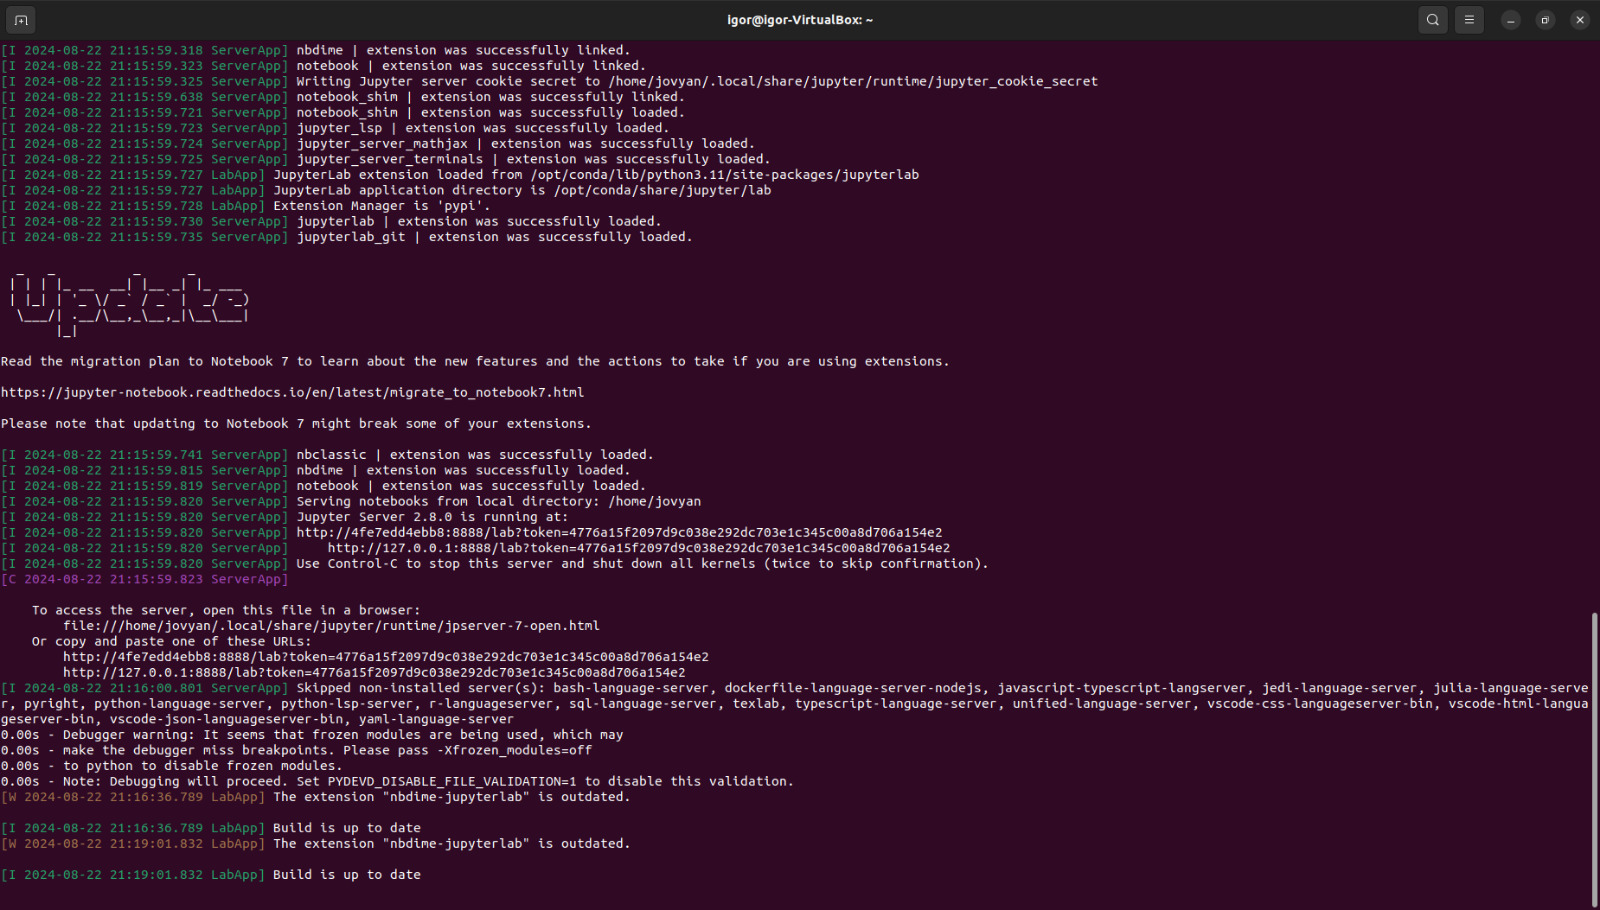 igor@igor-VirtualBox: ~
[I 2024-08-22 21:15:59.318 ServerApp] nbdime | extension was successfully linked.
[I 2024-08-22 21:15:59.323 ServerApp] notebook | extension was successfully linked.
[I 2024-08-22 21:15:59.325 ServerApp] Writing Jupyter server cookie secret to /home/jovyan/.local/share/jupyter/runtime/jupyter_cookie_secret
[I 2024-08-22 21:15:59.638 ServerApp] notebook_shim | extension was successfully linked.
[I 2024-08-22 21:15:59.721 ServerApp] notebook_shim | extension was successfully loaded.
[I 2024-08-22 21:15:59.723 ServerApp] jupyter_lsp | extension was successfully loaded.
[I 2024-08-22 21:15:59.724 ServerApp] jupyter_server_mathjax | extension was successfully loaded.
[I 2024-08-22 21:15:59.725 ServerApp] jupyter_server_terminals | extension was successfully loaded.
[I 2024-08-22 21:15:59.727 LabApp] JupyterLab extension loaded from /opt/conda/lib/python3.11/site-packages/jupyterlab
[I 2024-08-22 21:15:59.727 LabApp] JupyterLab application directory is /opt/conda/share/jupyter/lab
[I 2024-08-22 21:15:59.728 LabApp] Extension Manager is 'pypi'.
[I 2024-08-22 21:15:59.730 ServerApp] jupyterlab | extension was successfully loaded.
[I 2024-08-22 21:15:59.735 ServerApp] jupyterlab_git | extension was successfully loaded.
Update
Read the migration plan to Notebook 7 to learn about the new features and the actions to take if you are using extensions.
https://jupyter-notebook.readthedocs.io/en/latest/migrate_to_notebook7.html
Please note that updating to Notebook 7 might break some of your extensions.
[I 2024-08-22 21:15:59.741 ServerApp] nbclassic | extension was successfully loaded.
[I 2024-08-22 21:15:59.815 ServerApp] nbdime | extension was successfully loaded.
[I 2024-08-22 21:15:59.819 ServerApp] notebook | extension was successfully loaded.
[I 2024-08-22 21:15:59.820 ServerApp] Serving notebooks from local directory: /home/jovyan
[I 2024-08-22 21:15:59.820 ServerApp] Jupyter Server 2.8.0 is running at:
[I 2024-08-22 21:15:59.820 ServerApp] http://4fe7edd4ebb8:8888/lab?token=4776a15f2097d9c038e292dc703e1c345c00a8d706a154e2
[I 2024-08-22 21:15:59.820 ServerApp]     http://127.0.0.1:8888/lab?token=4776a15f2097d9c038e292dc703e1c345c00a8d706a154e2
[I 2024-08-22 21:15:59.820 ServerApp] Use Control-C to stop this server and shut down all kernels (twice to skip confirmation).
[C 2024-08-22 21:15:59.823 ServerApp]
To access the server, open this file in a browser:
file:///home/jovyan/.local/share/jupyter/runtime/jpserver-7-open.html
Or copy and paste one of these URLs:
http://4fe7edd4ebb8:8888/lab?token=4776a15f2097d9c038e292dc703e1c345c00a8d706a154e2
http://127.0.0.1:8888/lab?token=4776a15f2097d9c038e292dc703e1c345c00a8d706a154e2
[I 2024-08-22 21:16:00.801 ServerApp] Skipped non-installed server(s): bash-language-server, dockerfile-language-server-nodejs, javascript-typescript-langserver, jedi-language-server, julia-language-serve
r, pyright, python-language-server, python-lsp-server, r-languageserver, sql-language-server, texlab, typescript-language-server, unified-language-server, vscode-css-languageserver-bin, vscode-html-langua
geserver-bin, vscode-json-languageserver-bin, yaml-language-server
0.00s - Debugger warning: It seems that frozen modules are being used, which may
0.00s - make the debugger miss breakpoints. Please pass -Xfrozen_modules=off
0.00s - to python to disable frozen modules.
0.00s - Note: Debugging will proceed. Set PYDEVD_DISABLE_FILE_VALIDATION=1 to disable this validation.
[W 2024-08-22 21:16:36.789 LabApp] The extension "nbdime-jupyterlab" is outdated.
[I 2024-08-22 21:16:36.789 LabApp] Build is up to date
[W 2024-08-22 21:19:01.832 LabApp] The extension "nbdime-jupyterlab" is outdated.
[I 2024-08-22 21:19:01.832 LabApp] Build is up to date